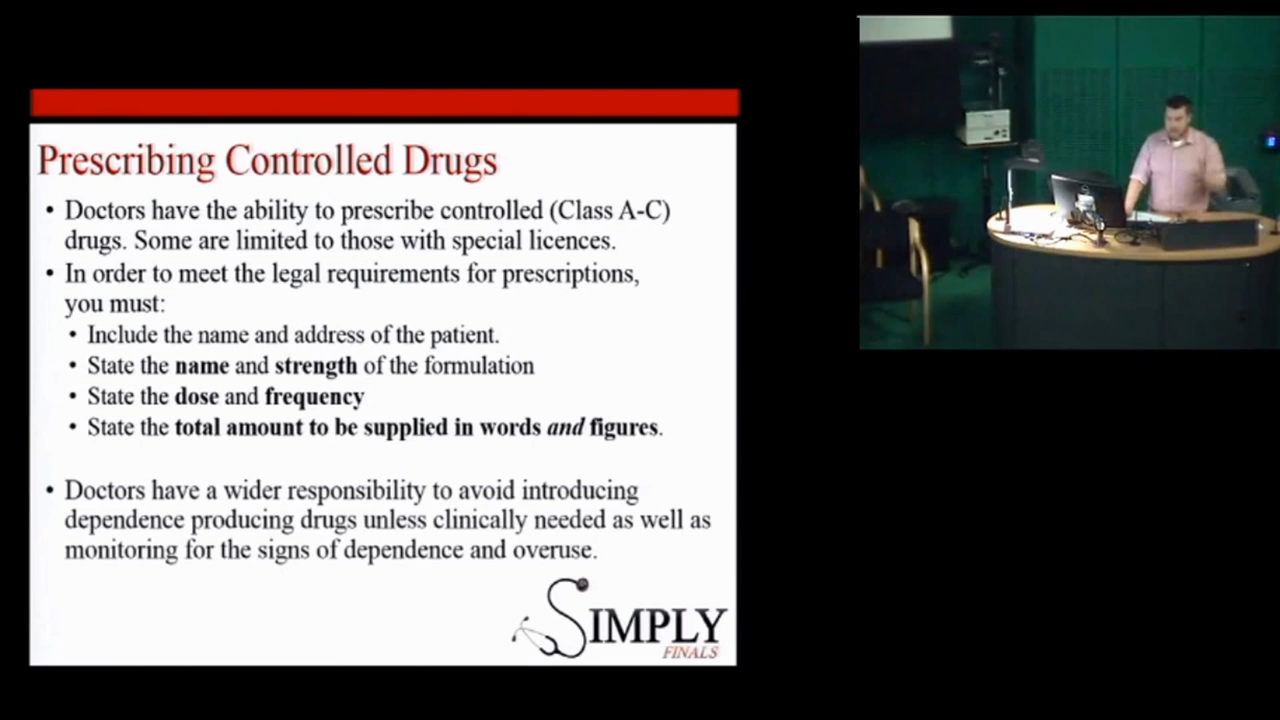 Prescribing Controlled Drugs
• Doctors have the ability to prescribe controlled (Class A-C)
drugs. Some are limited to those with special licences.
• In order to meet the legal requirements for prescriptions,
you must:
• Include the name and address of the patient.
• State the name and strength of the formulation
• State the dose and frequency
• State the total amount to be supplied in words and figures.
• Doctors have a wider responsibility to avoid introducing
dependence producing drugs unless clinically needed as well as
monitoring for the signs of dependence and overuse.
SIMPLY
FINALS